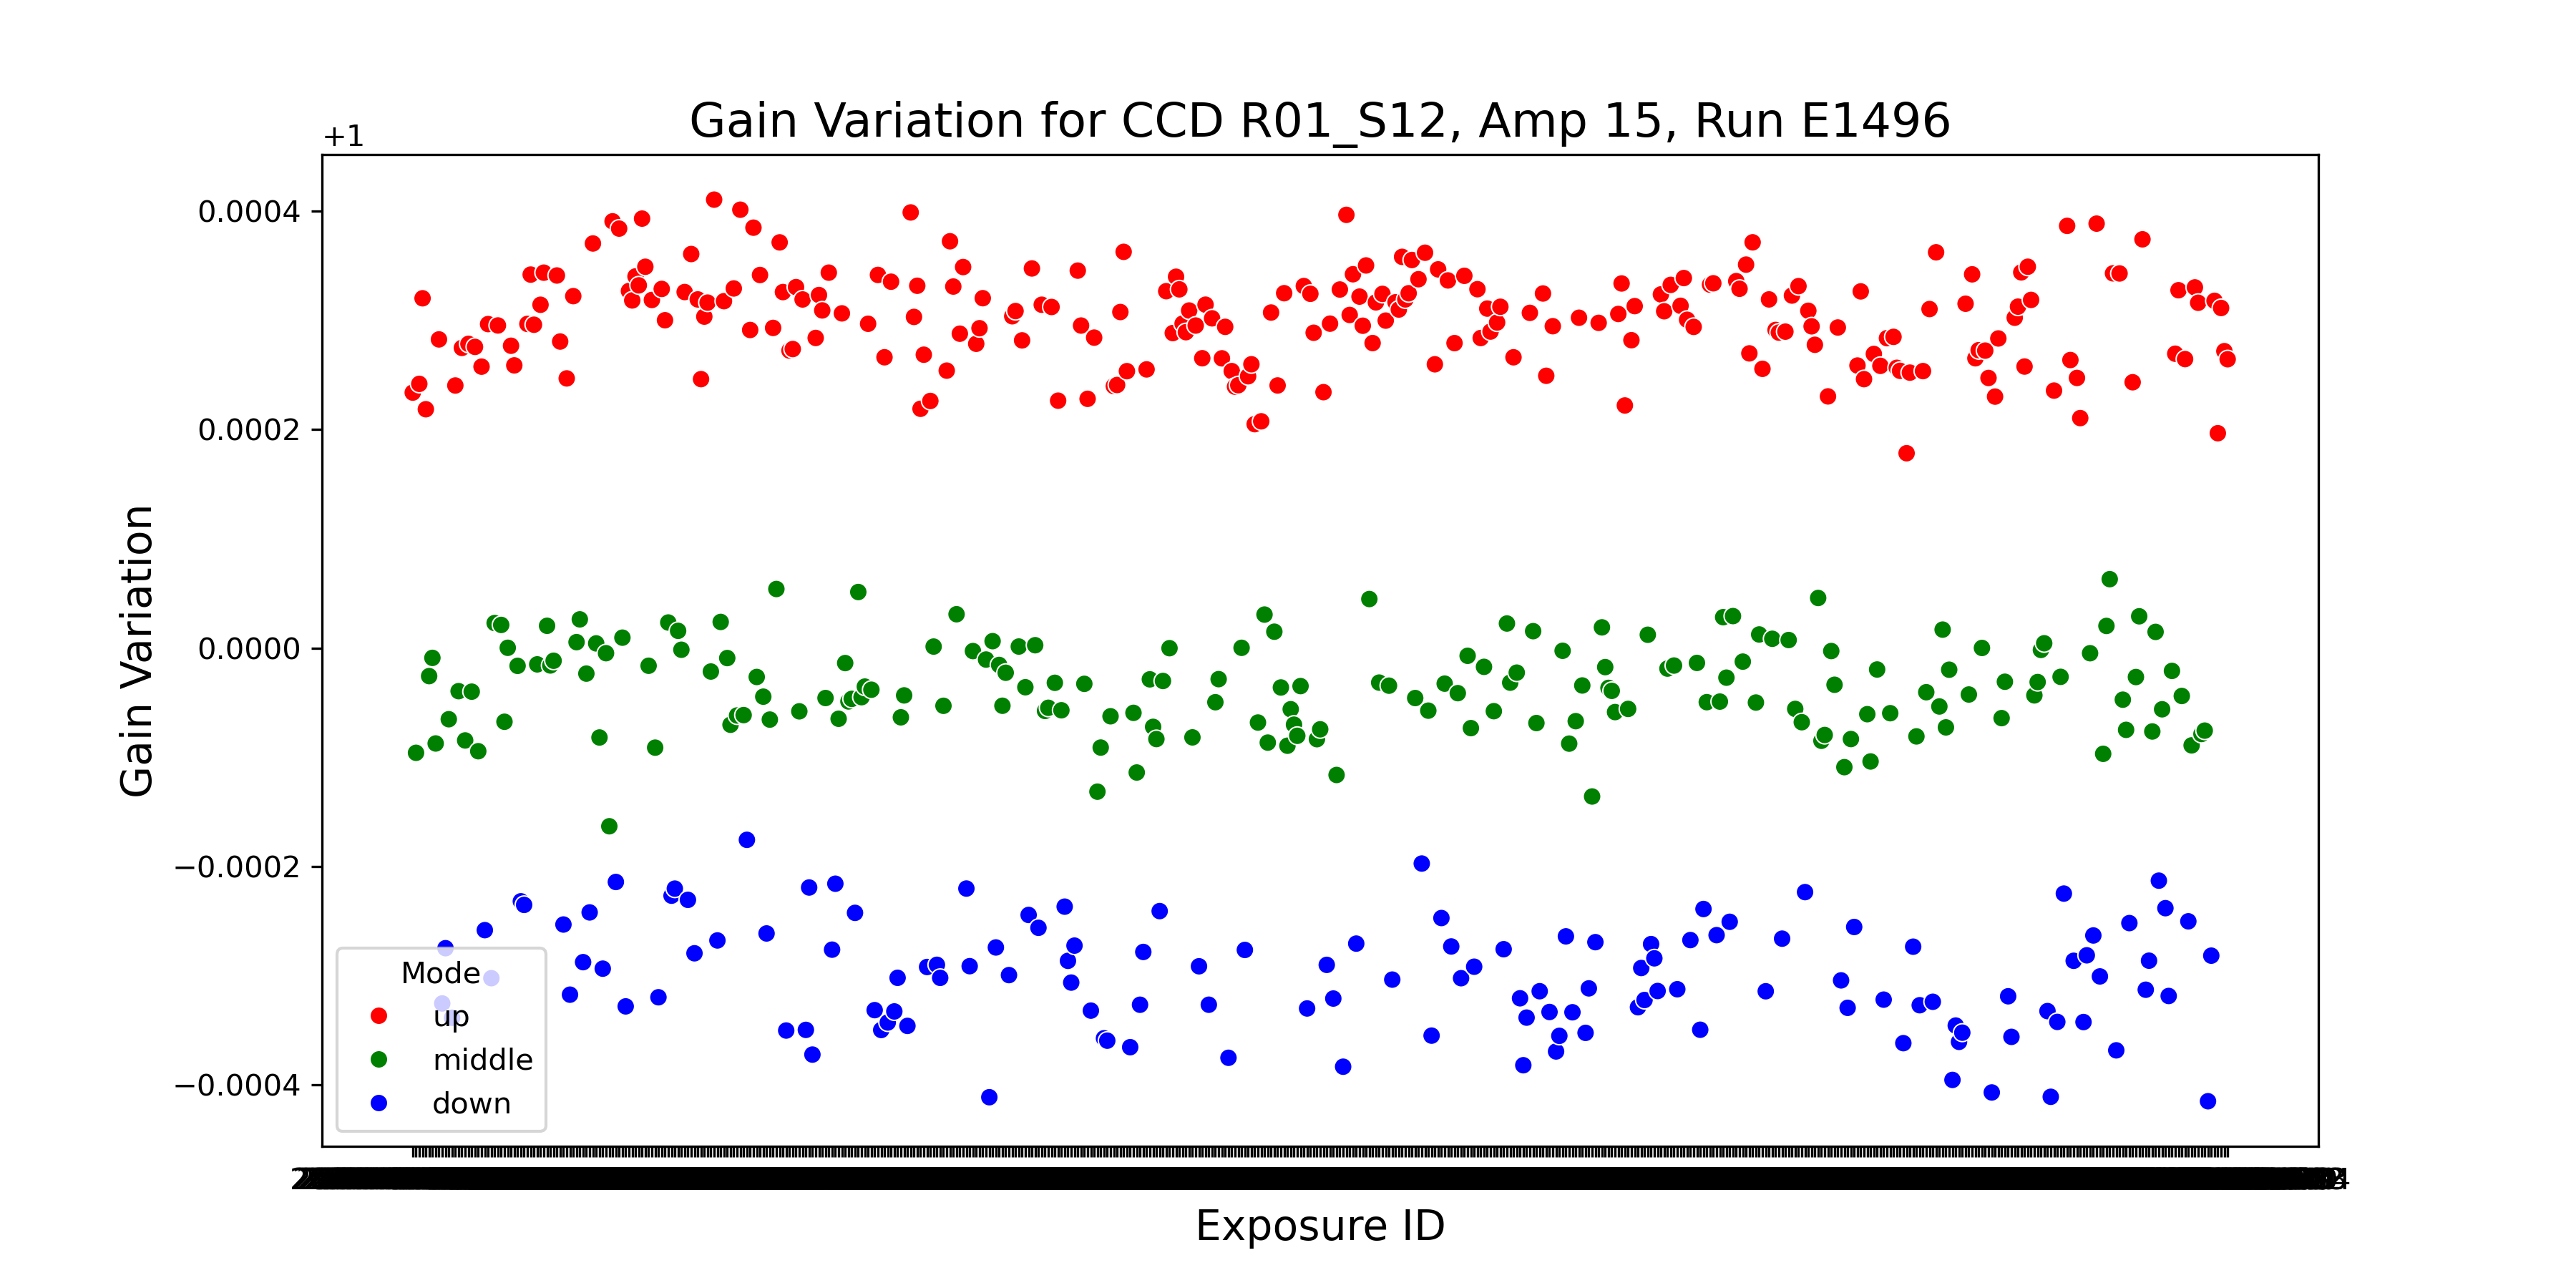 Gain Variation for CCD R01_S12, Amp 15, Run E1496
+1
0.0004
0.0002
0.0000
−0.0002
−0.0004
Gain Variation
Mode
up
middle
down
Exposure ID